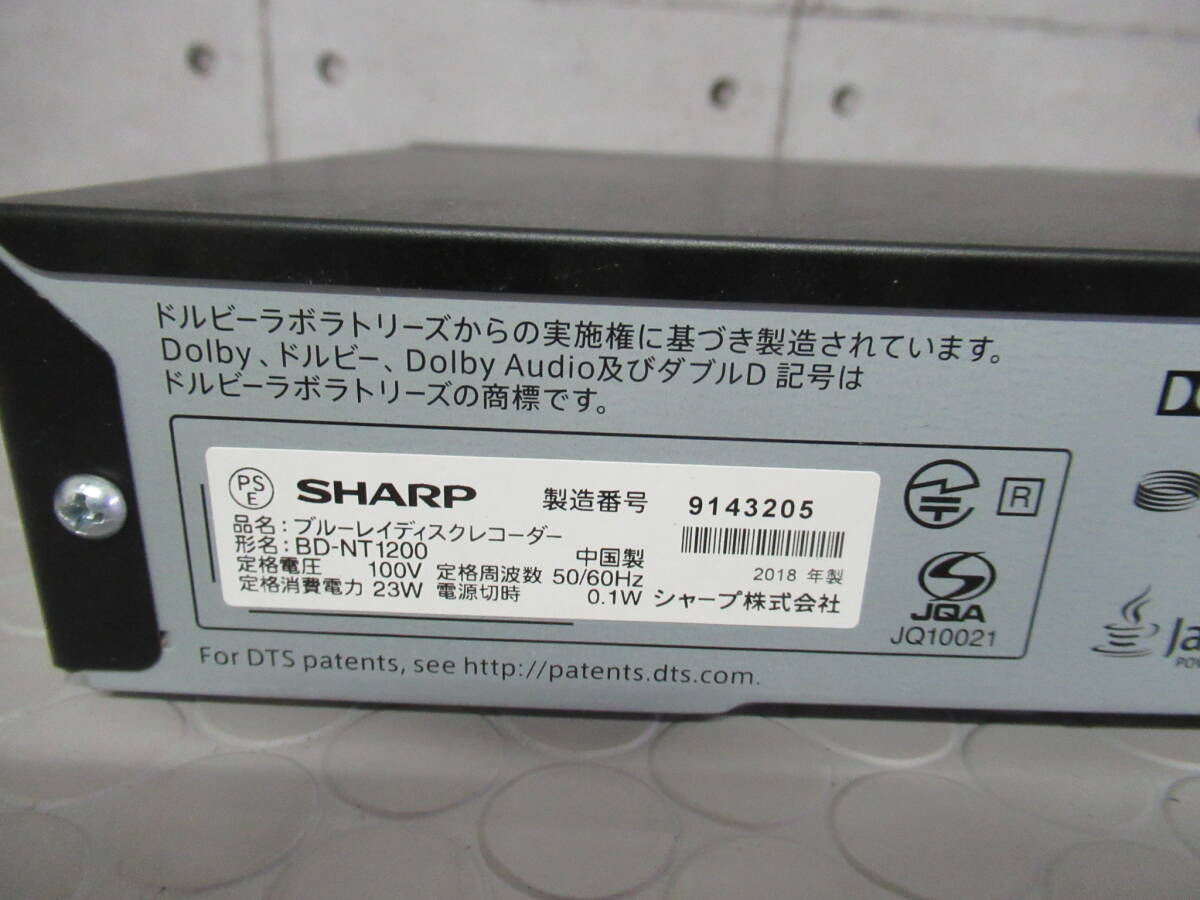 ドルビーラボラトリーズからの実施権に基づき製造されています。
Dolby、ドルビー、Dolby Audio及びダブルD 記号は
ドルビーラボラトリーズの商標です。
PS
E
SHARP 製造番号 9143205
品名：ブルーレイディスクレコーダー
形名：BD-NT1200 中国製
定格電圧 100V 定格周波数 50/60Hz 2018 年製
定格消費電力 23W 電源切時 0.1W シャープ株式会社
R
JQA
JQ10021
For DTS patents, see http://patents.dts.com.